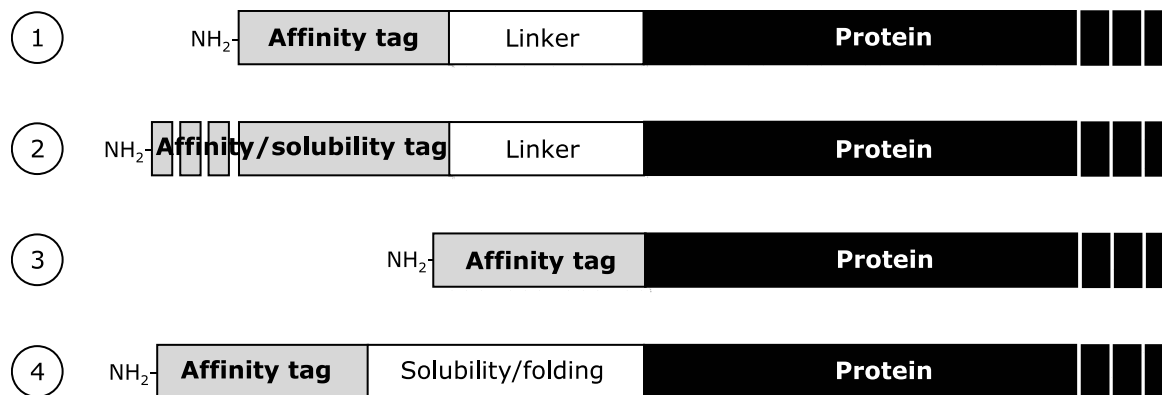 1 NH2- Affinity tag Linker Protein
2 NH2- Affinity/solubility tag Linker Protein
3 NH2- Affinity tag Protein
4 NH2- Affinity tag Solubility/folding Protein